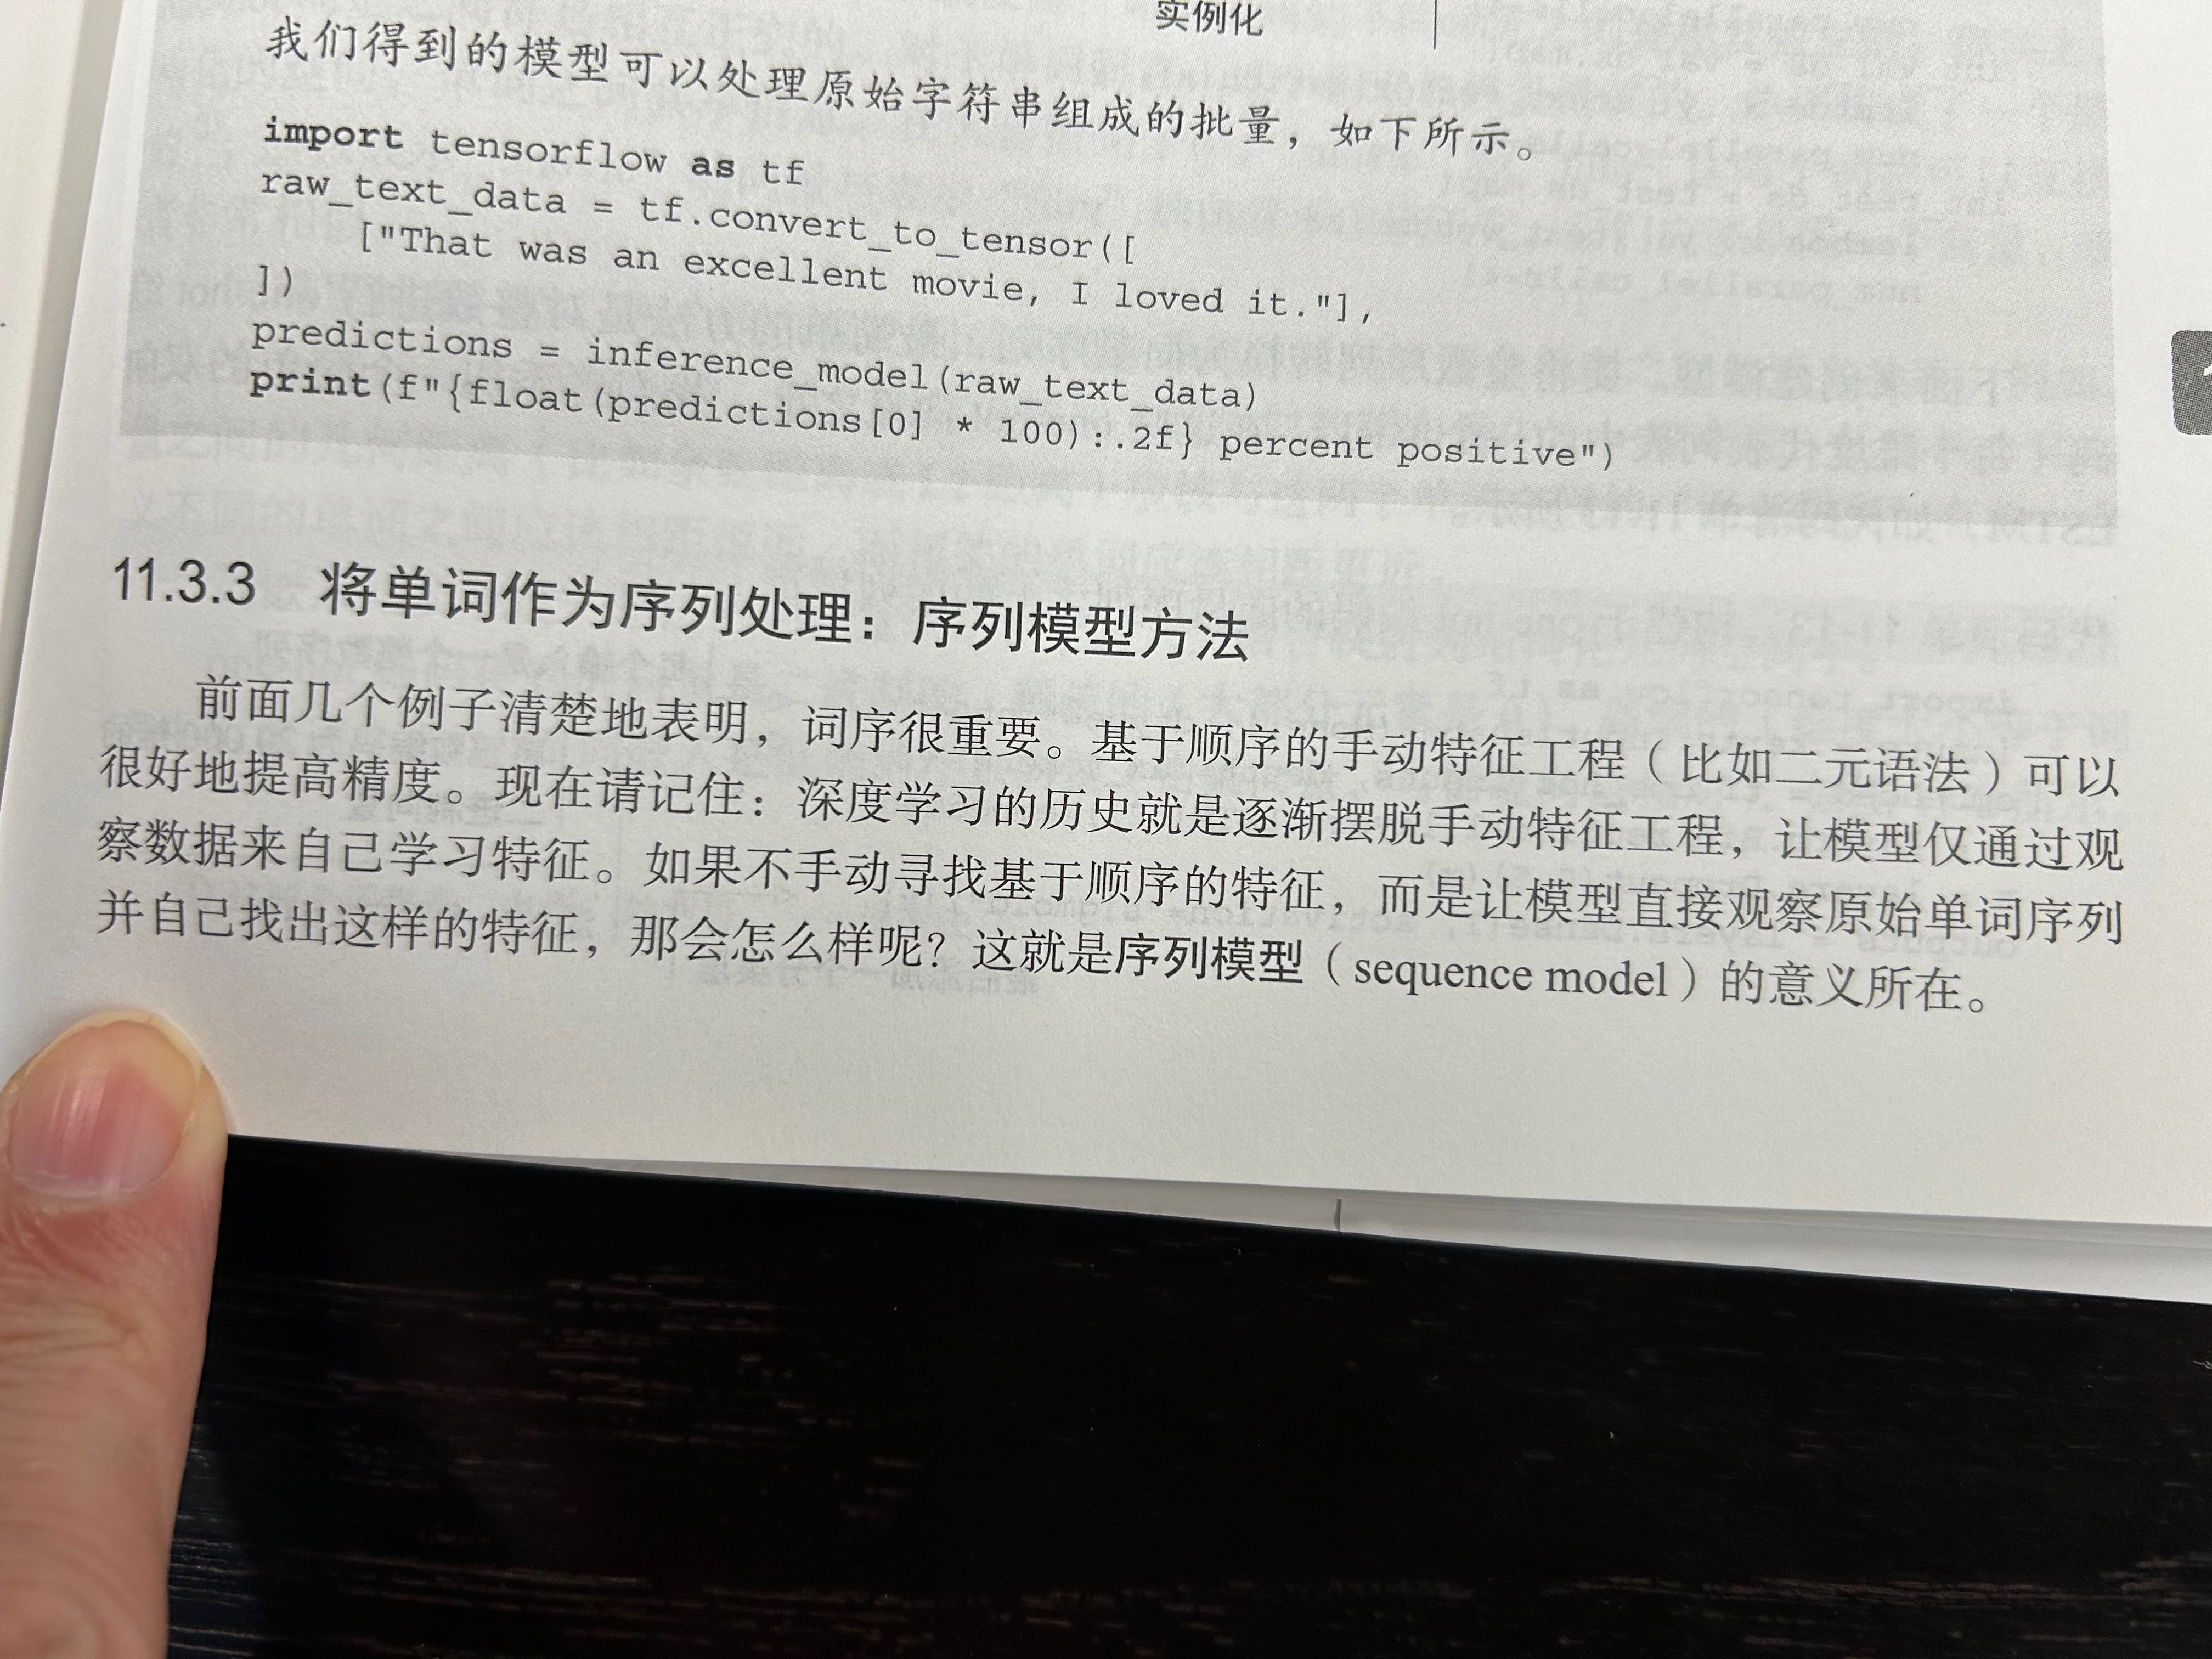 实例化
我们得到的模型可以处理原始字符串组成的批量，如下所示。
import tensorflow as tf
raw_text_data = tf.convert_to_tensor([
    ["That was an excellent movie, I loved it."],
])
predictions = inference_model(raw_text_data)
print(f"{float(predictions[0] * 100):.2f} percent positive")
11.3.3 将单词作为序列处理：序列模型方法
前面几个例子清楚地表明，词序很重要。基于顺序的手动特征工程（比如二元语法）可以
很好地提高精度。现在请记住：深度学习的历史就是逐渐摆脱手动特征工程，让模型仅通过观
察数据来自己学习特征。如果不手动寻找基于顺序的特征，而是让模型直接观察原始单词序列
并自己找出这样的特征，那会怎么样呢？这就是序列模型（sequence model）的意义所在。